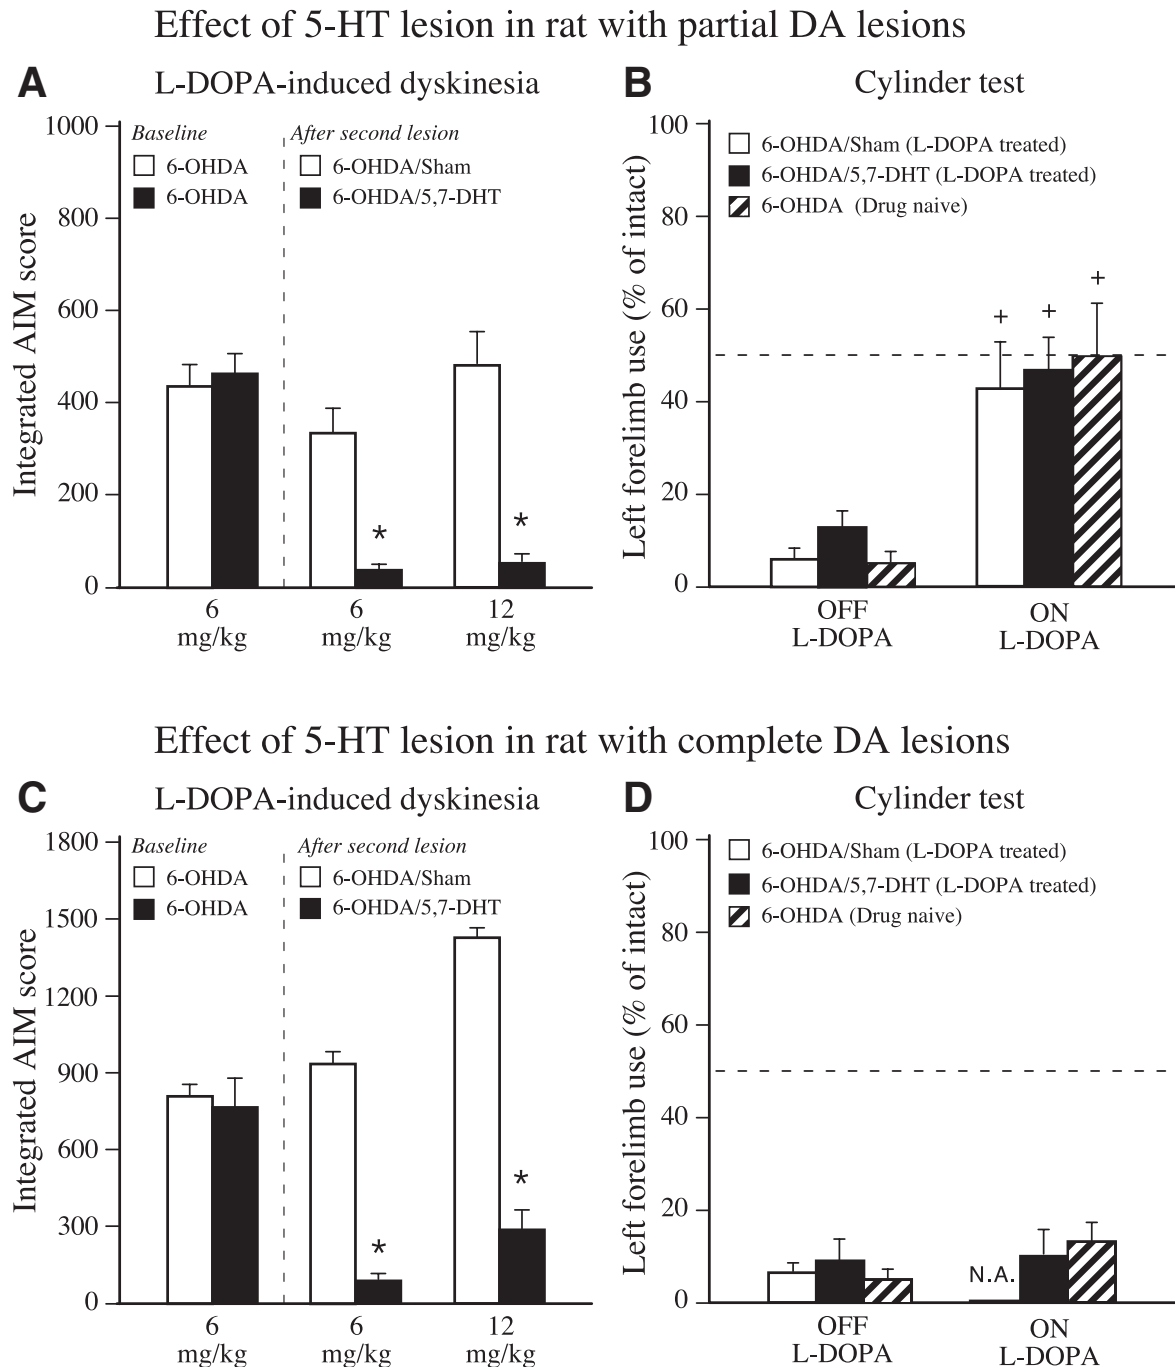 Effect of 5-HT lesion in rat with partial DA lesions
A
L-DOPA-induced dyskinesia
Integrated AIM score
1000
800
600
400
200
0
Baseline
6-OHDA
6-OHDA
After second lesion
6-OHDA/Sham
6-OHDA/5,7-DHT
*
*
6
mg/kg
6
mg/kg
12
mg/kg
B
Cylinder test
Left forelimb use (% of intact)
100
80
60
40
20
0
6-OHDA/Sham (L-DOPA treated)
6-OHDA/5,7-DHT (L-DOPA treated)
6-OHDA (Drug naive)
+
+
+
OFF
L-DOPA
ON
L-DOPA
Effect of 5-HT lesion in rat with complete DA lesions
C
L-DOPA-induced dyskinesia
Integrated AIM score
1800
1500
1200
900
600
300
0
Baseline
6-OHDA
6-OHDA
After second lesion
6-OHDA/Sham
6-OHDA/5,7-DHT
*
*
6
mg/kg
6
mg/kg
12
mg/kg
D
Cylinder test
Left forelimb use (% of intact)
100
80
60
40
20
0
6-OHDA/Sham (L-DOPA treated)
6-OHDA/5,7-DHT (L-DOPA treated)
6-OHDA (Drug naive)
N.A.
OFF
L-DOPA
ON
L-DOPA